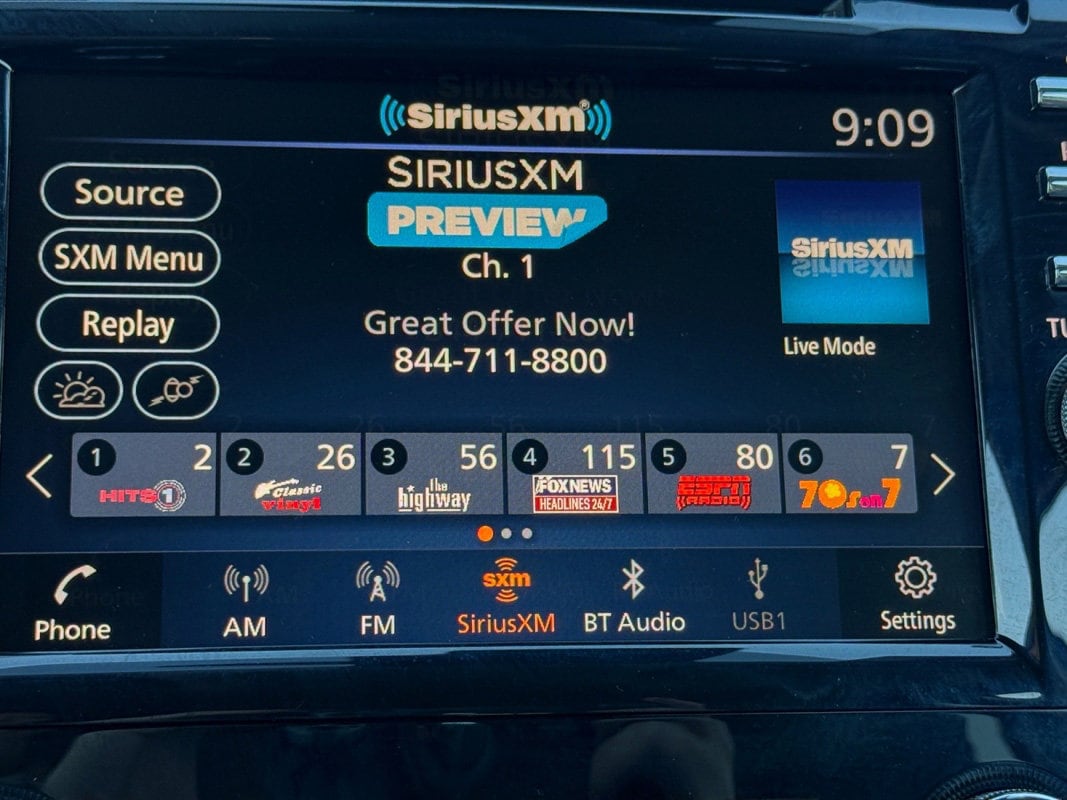 SiriusXM®
9:09
SIRIUSXM
PREVIEW
Ch. 1
Great Offer Now!
844-711-8800
Source
SXM Menu
Replay
SiriusXM
Live Mode
1 2
HITS 1
2 26
Classic
vinyl
3 56
the
highway
4 115
FOX NEWS
HEADLINES 24/7
5 80
ESPN
RADIO
6 7
70s on 7
Phone
AM
FM
sxm
SiriusXM
BT Audio
USB1
Settings
TU